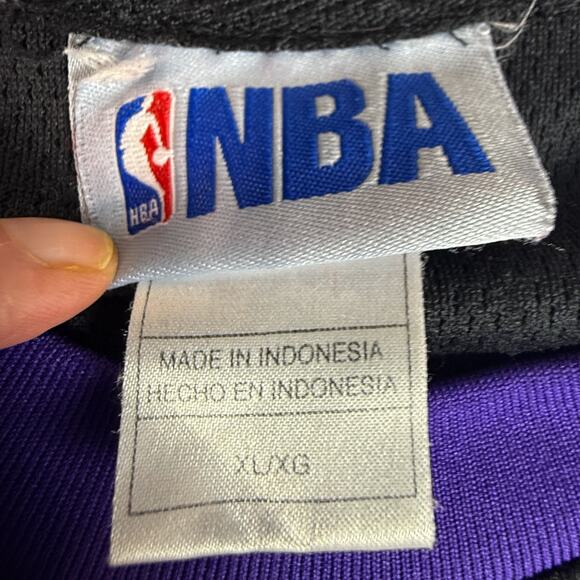 NBA
NBA
MADE IN INDONESIA
HECHO EN INDONESIA
XL/XG